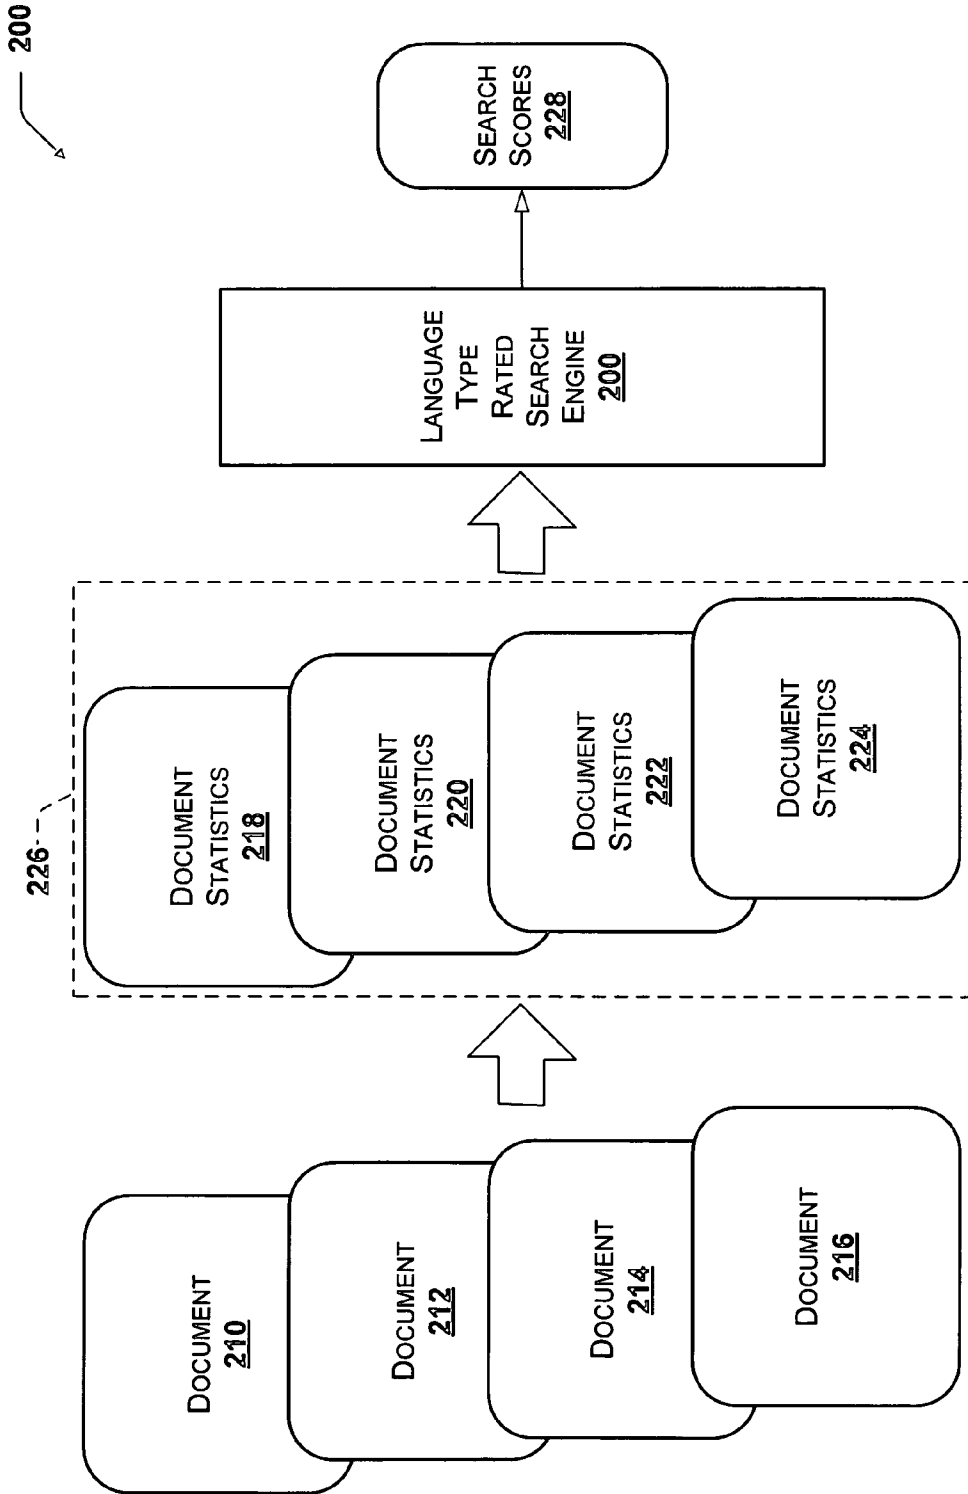 200
226
DOCUMENT
210
DOCUMENT
212
DOCUMENT
214
DOCUMENT
216
DOCUMENT
STATISTICS
218
DOCUMENT
STATISTICS
220
DOCUMENT
STATISTICS
222
DOCUMENT
STATISTICS
224
LANGUAGE
TYPE
RATED
SEARCH
ENGINE
200
SEARCH
SCORES
228